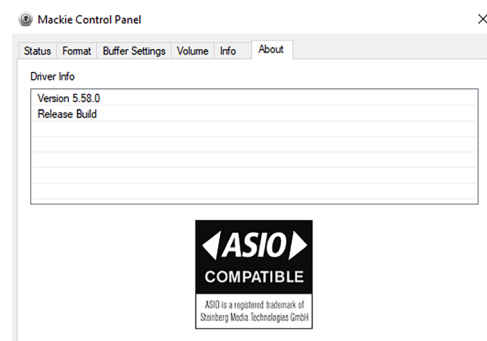 Mackie Control Panel
Status Format Buffer Settings Volume Info About
Driver Info
Version 5.58.0
Release Build
ASIO
COMPATIBLE
ASIO is a registered trademark of
Steinberg Media Technologies GmbH